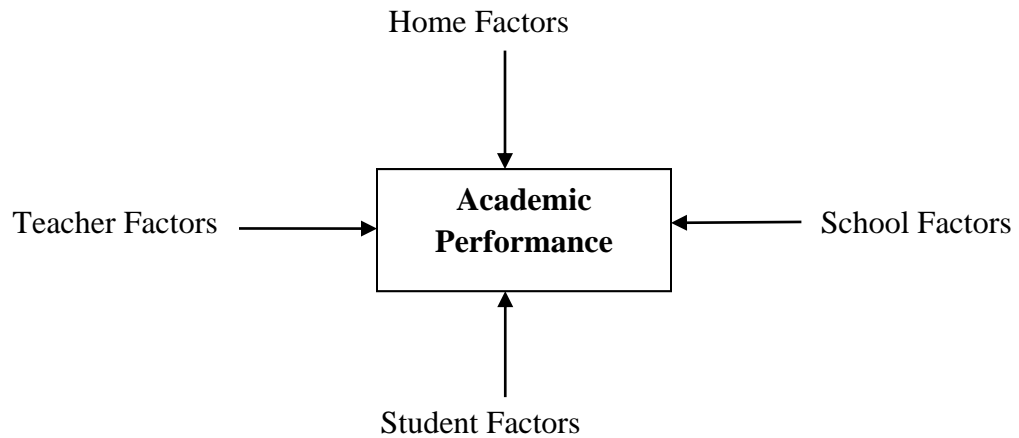 Home Factors
Academic
Performance
Teacher Factors
School Factors
Student Factors